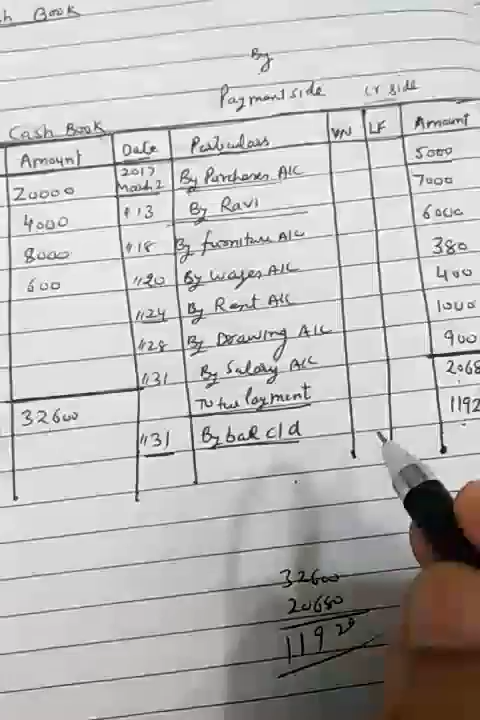 sh Book
By
Payment side Cr side
Cash Book
Amount Date Particulars VN LF Amount
20000 2017 March 2 By Purchases A/C 5000
4000 " 13 By Ravi 7000
8000 " 18 By furniture A/C 6000
600 " 20 By Wages A/C 380
" 24 By Rent A/C 400
" 28 By Drawing A/C 1000
" 31 By Salary A/C 900
Total Payment 2068
32600 " 31 By bal c/d 1192
32600
20680
11920